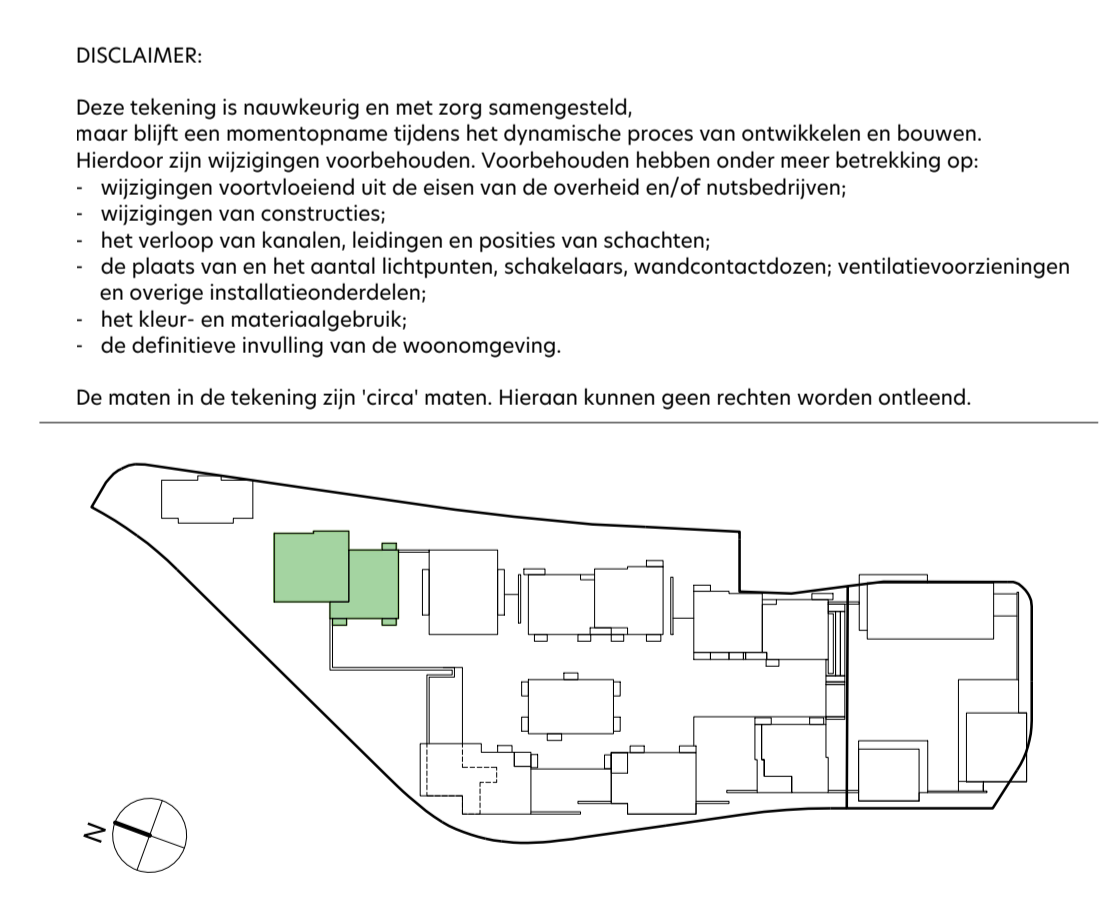 DISCLAIMER:
Deze tekening is nauwkeurig en met zorg samengesteld,
maar blijft een momentopname tijdens het dynamische proces van ontwikkelen en bouwen.
Hierdoor zijn wijzigingen voorbehouden. Voorbehouden hebben onder meer betrekking op:
- wijzigingen voortvloeiend uit de eisen van de overheid en/of nutsbedrijven;
- wijzigingen van constructies;
- het verloop van kanalen, leidingen en posities van schachten;
- de plaats van en het aantal lichtpunten, schakelaars, wandcontactdozen; ventilatievoorzieningen
en overige installatieonderdelen;
- het kleur- en materiaalgebruik;
- de definitieve invulling van de woonomgeving.
De maten in de tekening zijn 'circa' maten. Hieraan kunnen geen rechten worden ontleend.
N